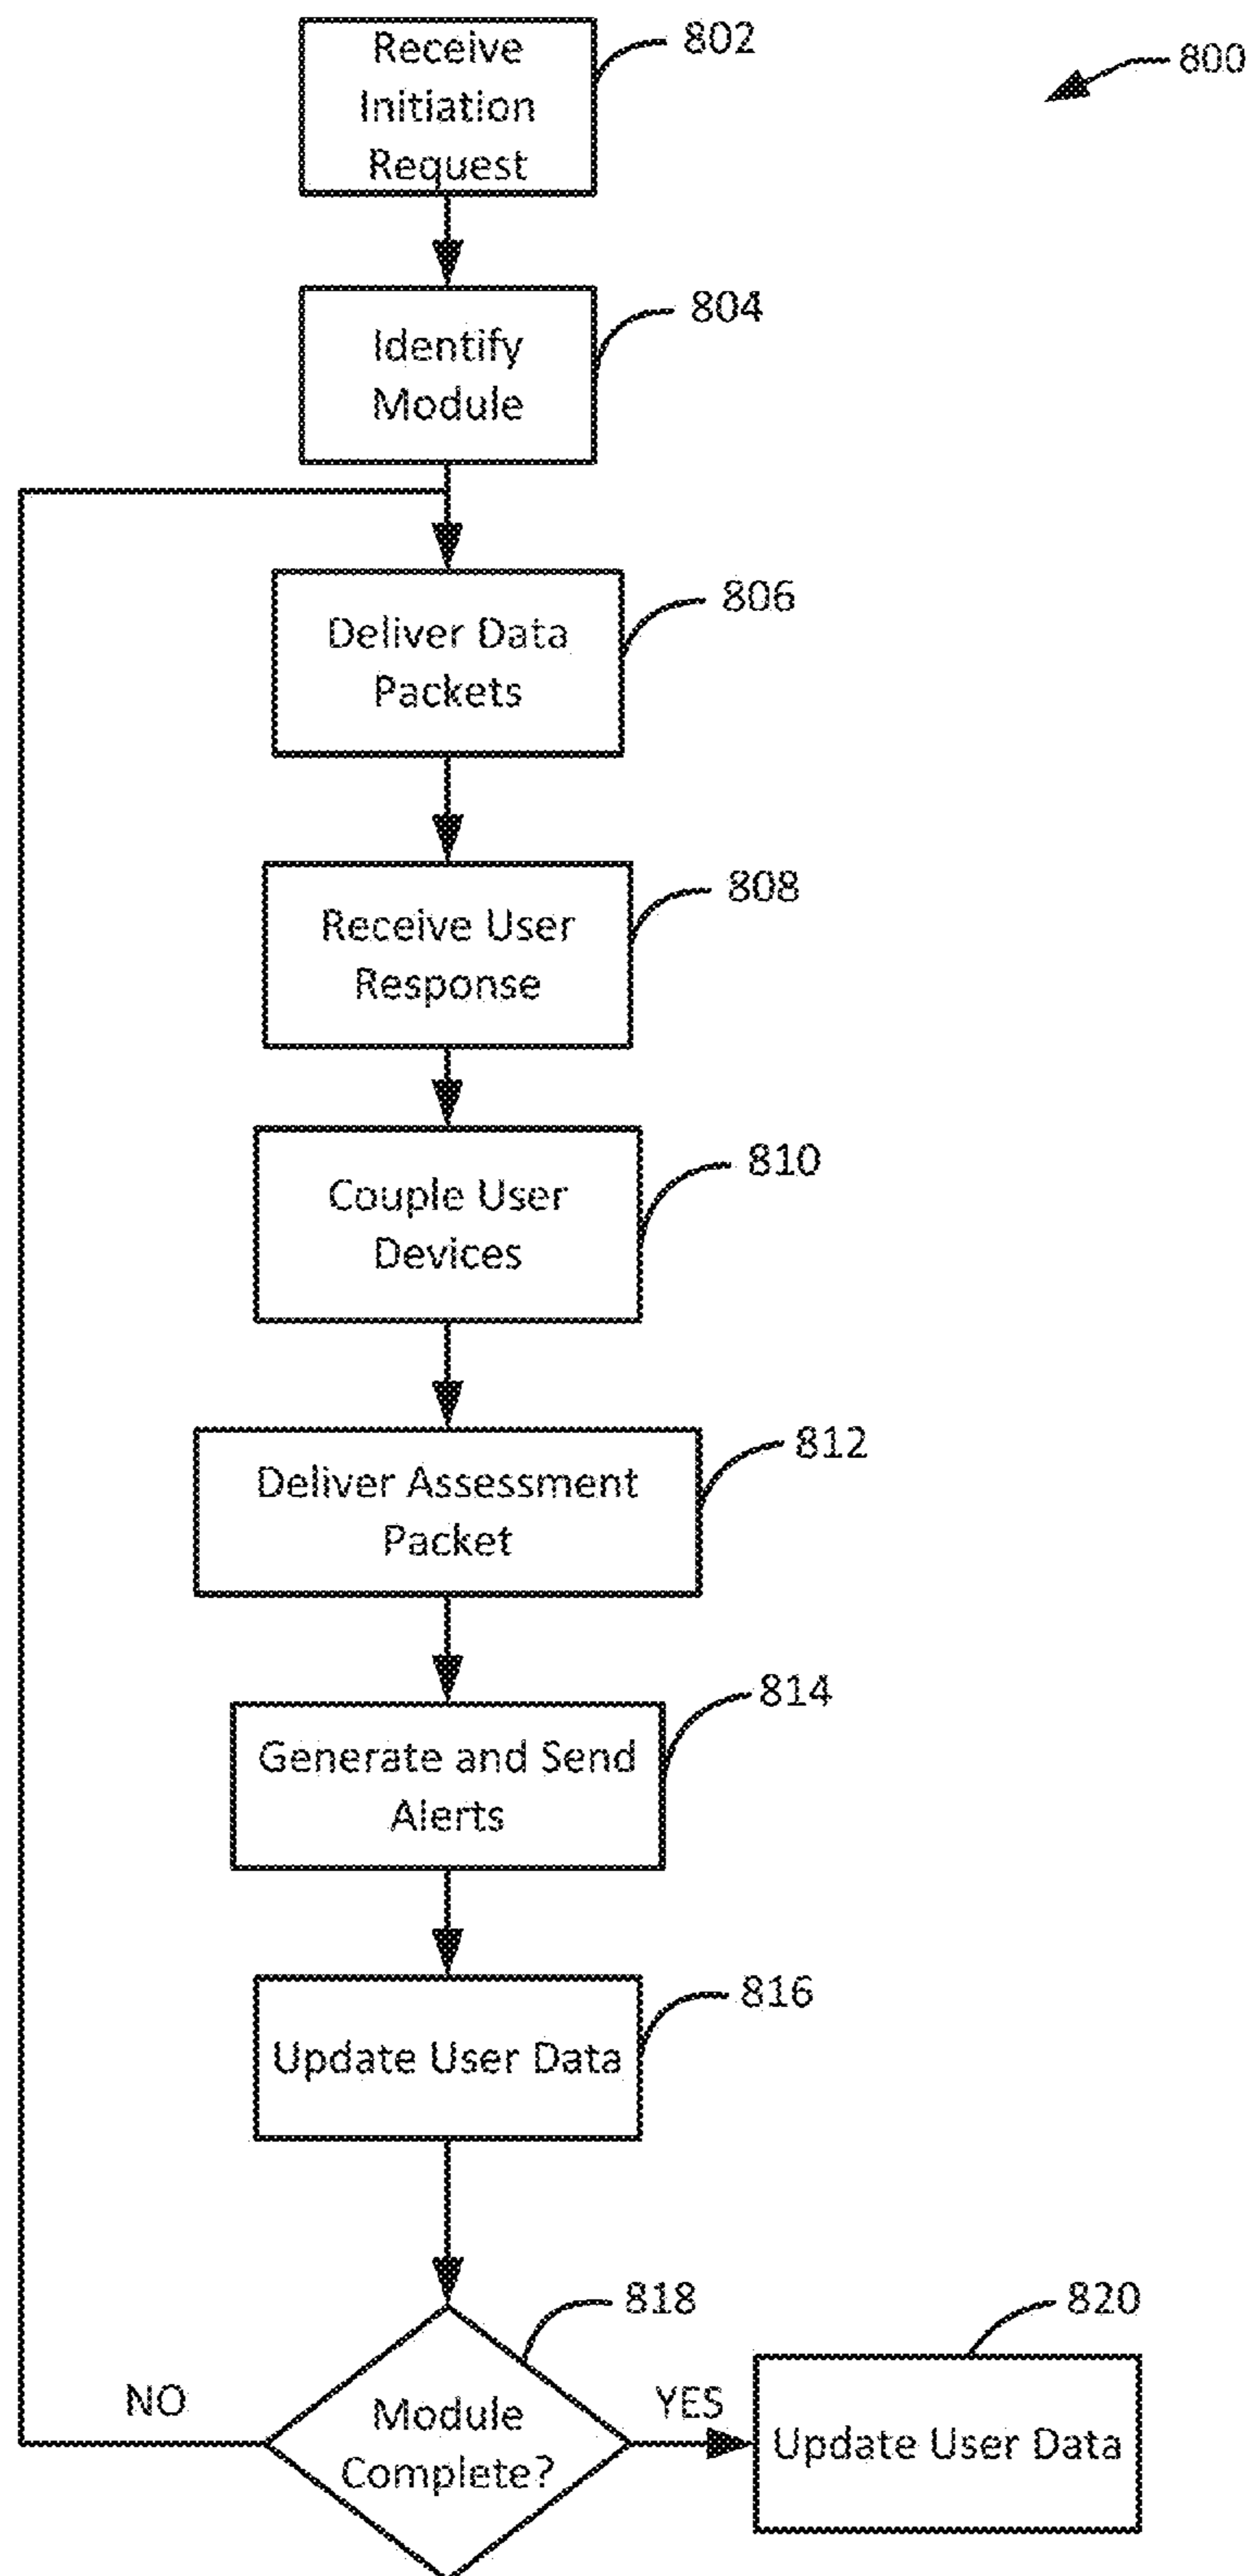 802
800
Receive
Initiation
Request
804
Identify
Module
806
Deliver Data
Packets
808
Receive User
Response
810
Couple User
Devices
812
Deliver Assessment
Packet
814
Generate and Send
Alerts
816
Update User Data
818
820
NO
YES
Module
Complete?
Update User Data